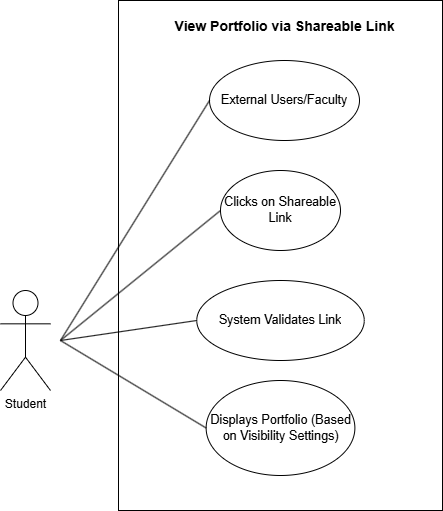 View Portfolio via Shareable Link
External Users/Faculty
Clicks on Shareable
Link
System Validates Link
Student
Displays Portfolio (Based
on Visibility Settings)